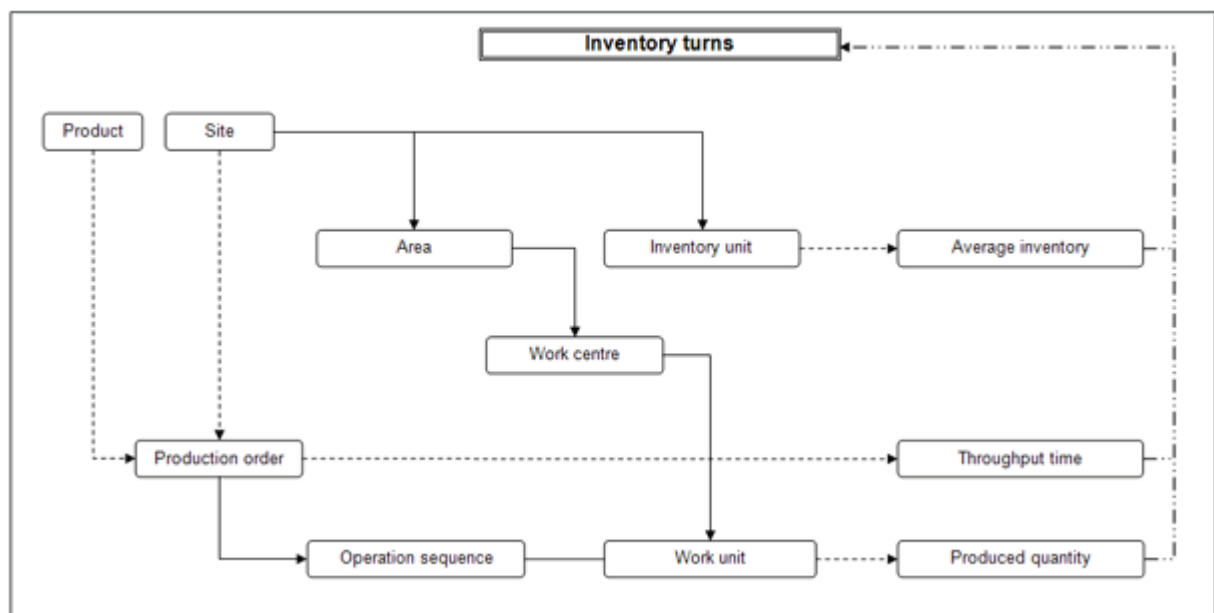 Inventory turns
Product
Site
Area
Inventory unit
Average inventory
Work centre
Production order
Throughput time
Operation sequence
Work unit
Produced quantity